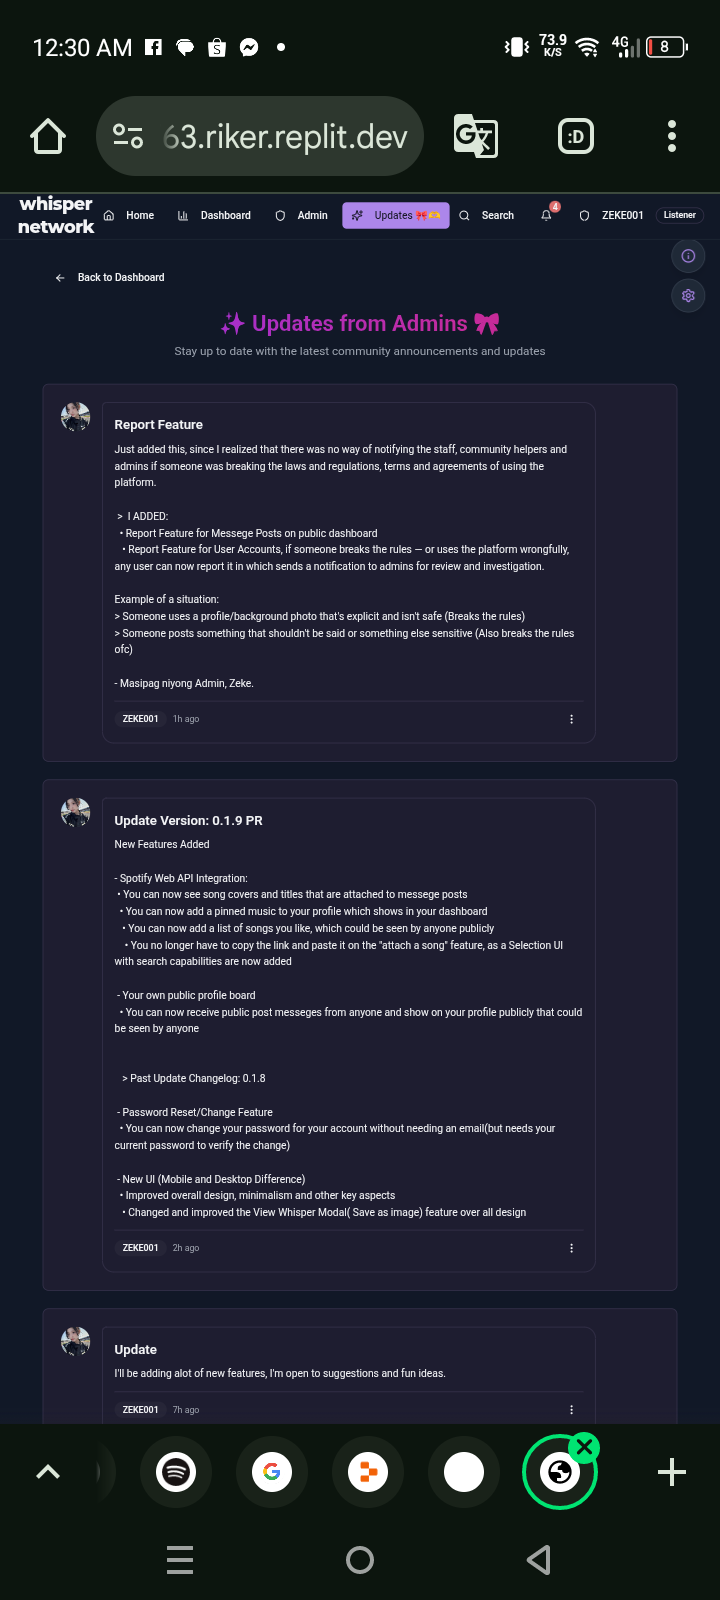 12:30 AM
73.9
K/S
4G
8
63.riker.replit.dev
:D
whisper
network
Home
Dashboard
Admin
Updates 🎀🫶
Search
4
ZEKE001
Listener
Back to Dashboard
✨ Updates from Admins 🎀
Stay up to date with the latest community announcements and updates
Report Feature
Just added this, since I realized that there was no way of notifying the staff, community helpers and
admins if someone was breaking the laws and regulations, terms and agreements of using the
platform.
> I ADDED:
• Report Feature for Messege Posts on public dashboard
• Report Feature for User Accounts, if someone breaks the rules — or uses the platform wrongfully,
any user can now report it in which sends a notification to admins for review and investigation.
Example of a situation:
> Someone uses a profile/background photo that's explicit and isn't safe (Breaks the rules)
> Someone posts something that shouldn't be said or something else sensitive (Also breaks the rules
ofc)
- Masipag niyong Admin, Zeke.
ZEKE001 1h ago
Update Version: 0.1.9 PR
New Features Added
- Spotify Web API Integration:
• You can now see song covers and titles that are attached to messege posts
• You can now add a pinned music to your profile which shows in your dashboard
• You can now add a list of songs you like, which could be seen by anyone publicly
• You no longer have to copy the link and paste it on the "attach a song" feature, as a Selection UI
with search capabilities are now added
- Your own public profile board
• You can now receive public post messeges from anyone and show on your profile publicly that could
be seen by anyone
> Past Update Changelog: 0.1.8
- Password Reset/Change Feature
• You can now change your password for your account without needing an email(but needs your
current password to verify the change)
- New UI (Mobile and Desktop Difference)
• Improved overall design, minimalism and other key aspects
• Changed and improved the View Whisper Modal( Save as image) feature over all design
ZEKE001 2h ago
Update
I'll be adding alot of new features, I'm open to suggestions and fun ideas.
ZEKE001 7h ago